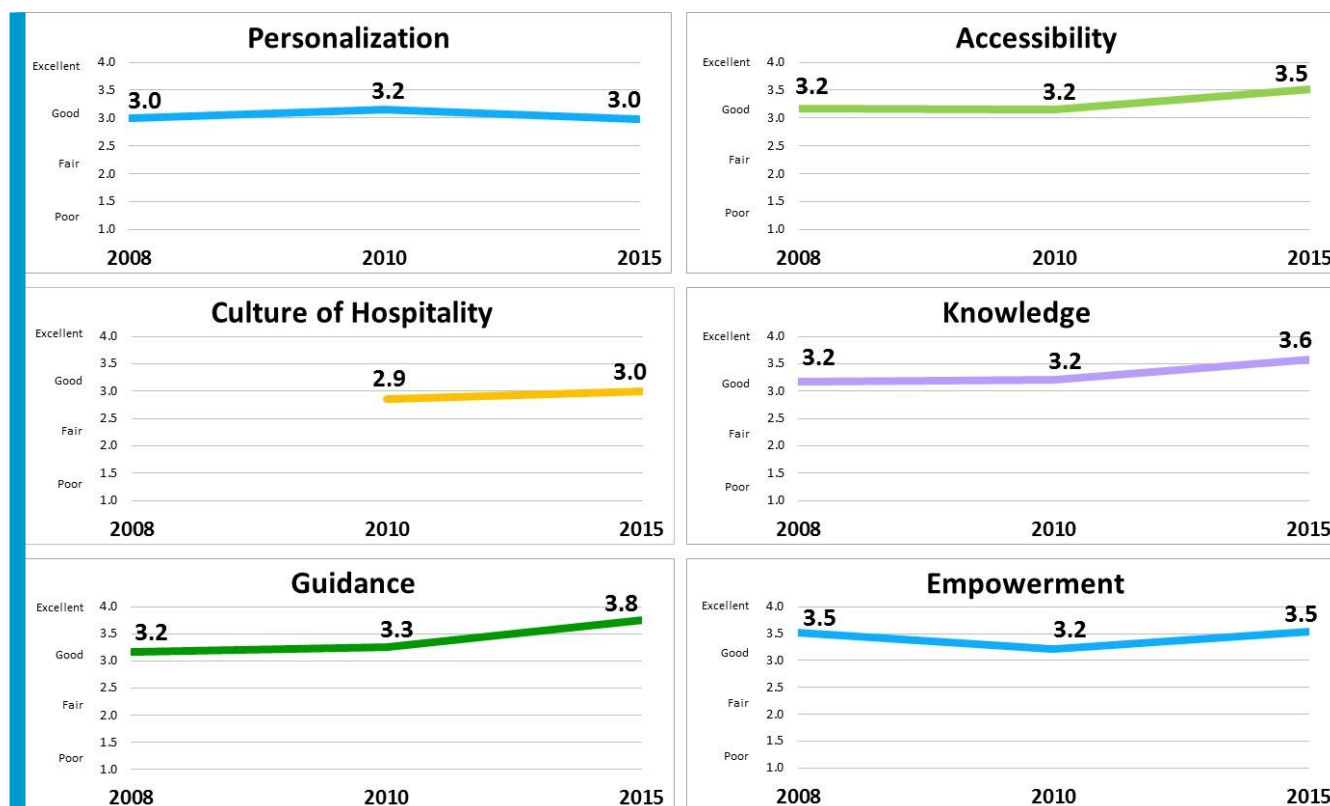 Personalization
Excellent 4.0
3.5
3.0 3.2 3.0
Good 3.0
2.5
Fair
2.0
1.5
Poor
1.0
2008 2010 2015
Accessibility
Excellent 4.0
3.5
3.2 3.2 3.5
Good
3.0
2.5
Fair
2.0
1.5
Poor
1.0
2008 2010 2015
Culture of Hospitality
Excellent 4.0
3.5
2.9 3.0
Good
3.0
2.5
Fair
2.0
1.5
Poor
1.0
2008 2010 2015
Knowledge
Excellent 4.0
3.5
3.2 3.2 3.6
Good
3.0
2.5
Fair
2.0
1.5
Poor
1.0
2008 2010 2015
Guidance
Excellent 4.0
3.5
3.2 3.3 3.8
Good
3.0
2.5
Fair
2.0
1.5
Poor
1.0
2008 2010 2015
Empowerment
Excellent 4.0
3.5
3.5 3.2 3.5
Good
3.0
2.5
Fair
2.0
1.5
Poor
1.0
2008 2010 2015